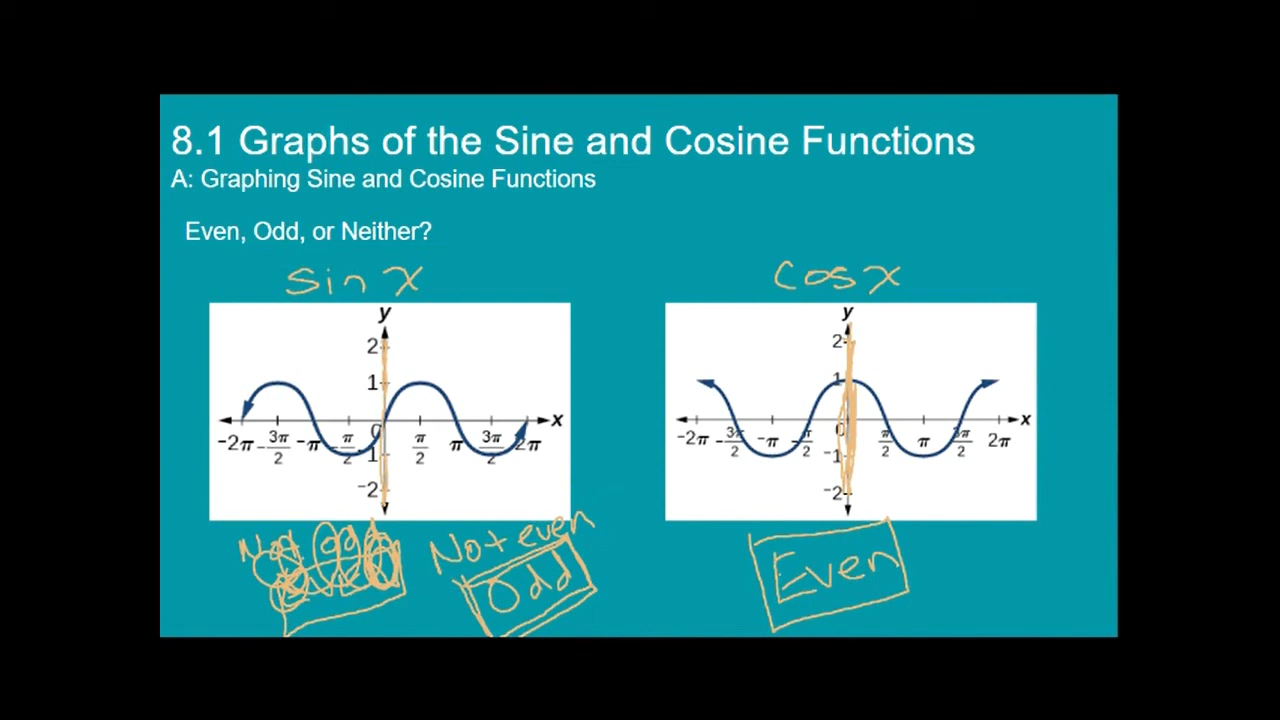 8.1 Graphs of the Sine and Cosine Functions
A: Graphing Sine and Cosine Functions
Even, Odd, or Neither?
sin x
cos x
y
2
1
x
-2π -3π/2 -π -π/2 0 π/2 π 3π/2 2π
-1
-2
y
2
1
x
-2π -3π/2 -π -π/2 0 π/2 π 3π/2 2π
-1
-2
Not even
Odd
Even